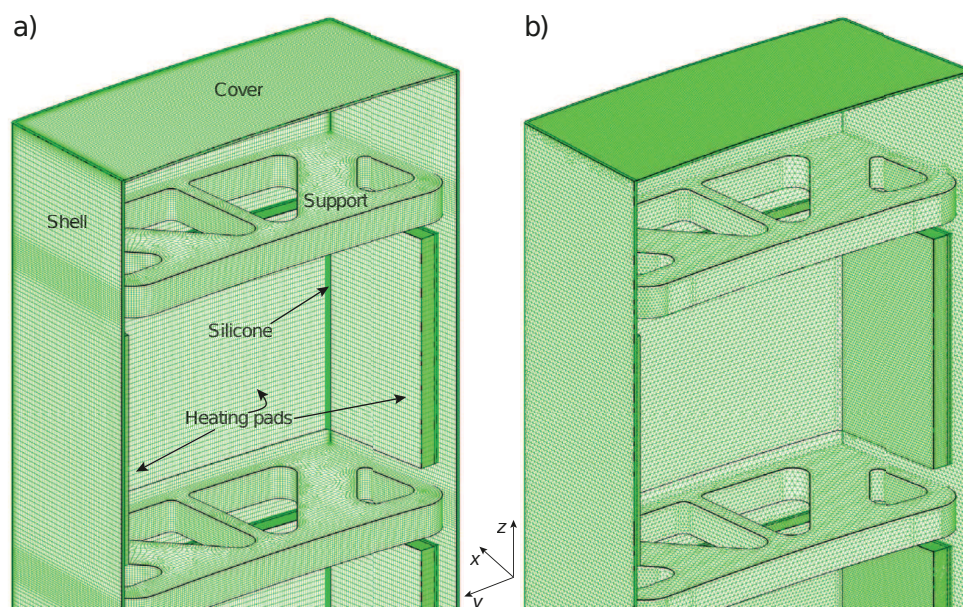 a)
b)
Cover
Support
Shell
Silicone
Heating pads
z
x
y